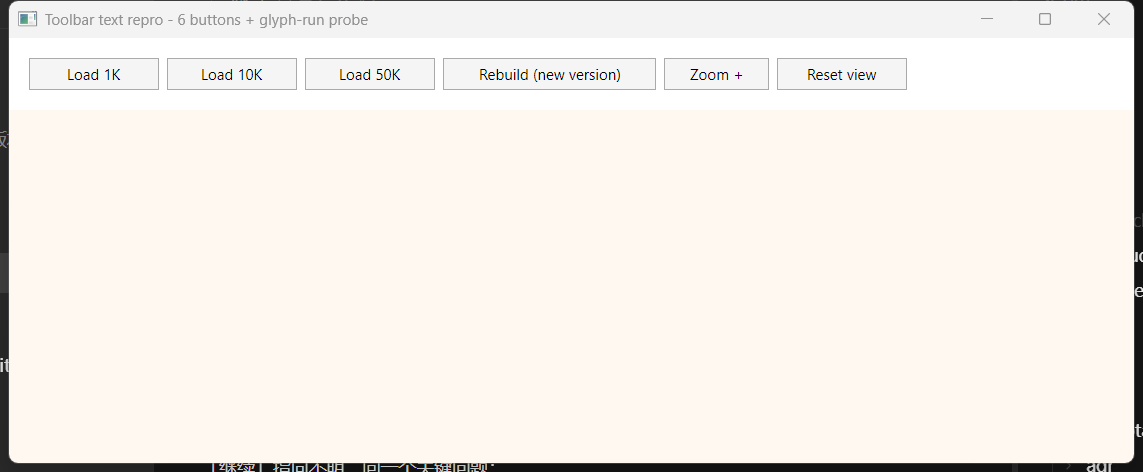 Toolbar text repro - 6 buttons + glyph-run probe
Load 1K Load 10K Load 50K Rebuild (new version) Zoom + Reset view